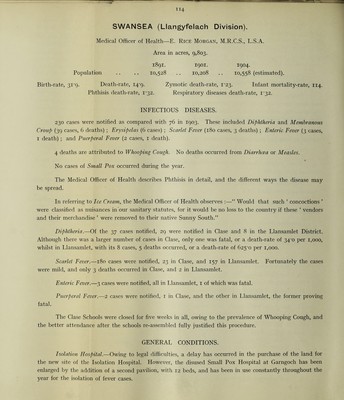 114
SWANSEA (Llangyfelach Division).
Medical Officer of Health—E. RICE MORGAN, M.R.C.S., L.S.A.
Area in acres, 9,803.
1891. 1901. 1904.
Population .. .. 10,528 .. 10,208 .. 10,558 (estimated).
Birth-rate, 31·9. Death-rate, 14·9. Zymotic death-rate, 1·23. Infant mortality-rate, 114.
Phthisis death-rate, 1·32. Respiratory diseases death-rate, 1·32.
INFECTIOUS DISEASES.
230 cases were notified as compared with 76 in 1903. These included Diphtheria and Membranous
Croup (39 cases, 6 deaths); Erysipelas (6 cases); Scarlet Fever (180 cases, 3 deaths); Enteric Fever (3 cases,
1 death); and Puerperal Fever (2 cases, 1 death).
4 deaths are attributed to Whooping Cough. No deaths occurred from Diarrhœa or Measles.
No cases of Small Pox occurred during the year.
The Medical Officer of Health describes Phthisis in detail, and the different ways the disease may
be spread.
In referring to Ice Cream, the Medical Officer of Health observes :—" Would that such ' concoctions '
were classified as nuisances in our sanitary statutes, for it would be no loss to the country if these ' vendors
and their merchandise ' were removed to their native Sunny South."
Diphtheria.—Of the 37 cases notified, 29 were notified in Clase and 8 in the Llansamlet District.
Although there was a larger number of cases in Clase, only one was fatal, or a death-rate of 34·0 per 1,000,
whilst in Llansamlet, with its 8 cases, 5 deaths occurred, or a death-rate of 625·0 per 1,000.
Scarlet Fever.—180 cases were notified, 23 in Clase, and 157 in Llansamlet. Fortunately the cases
were mild, and only 3 deaths occurred in Clase, and 2 in Llansamlet.
Enteric Fever.—3 cases were notified, all in Llansamlet, 1 of which was fatal.
Puerperal Fever.—2 cases were notified, 1 in Clase, and the other in Llansamlet, the former proving
fatal.
The Clase Schools were closed for five weeks in all, owing to the prevalence of Whooping Cough, and
the better attendance after the schools re-assembled fully justified this procedure.
GENERAL CONDITIONS.
Isolation Hospital.—Owing to legal difficulties, a delay has occurred in the purchase of the land for
the new site of the Isolation Hospital. However, the disused Small Pox Hospital at Garngoch has been
enlarged by the addition of a second pavilion, with 12 beds, and has been in use constantly throughout the
year for the isolation of fever cases.